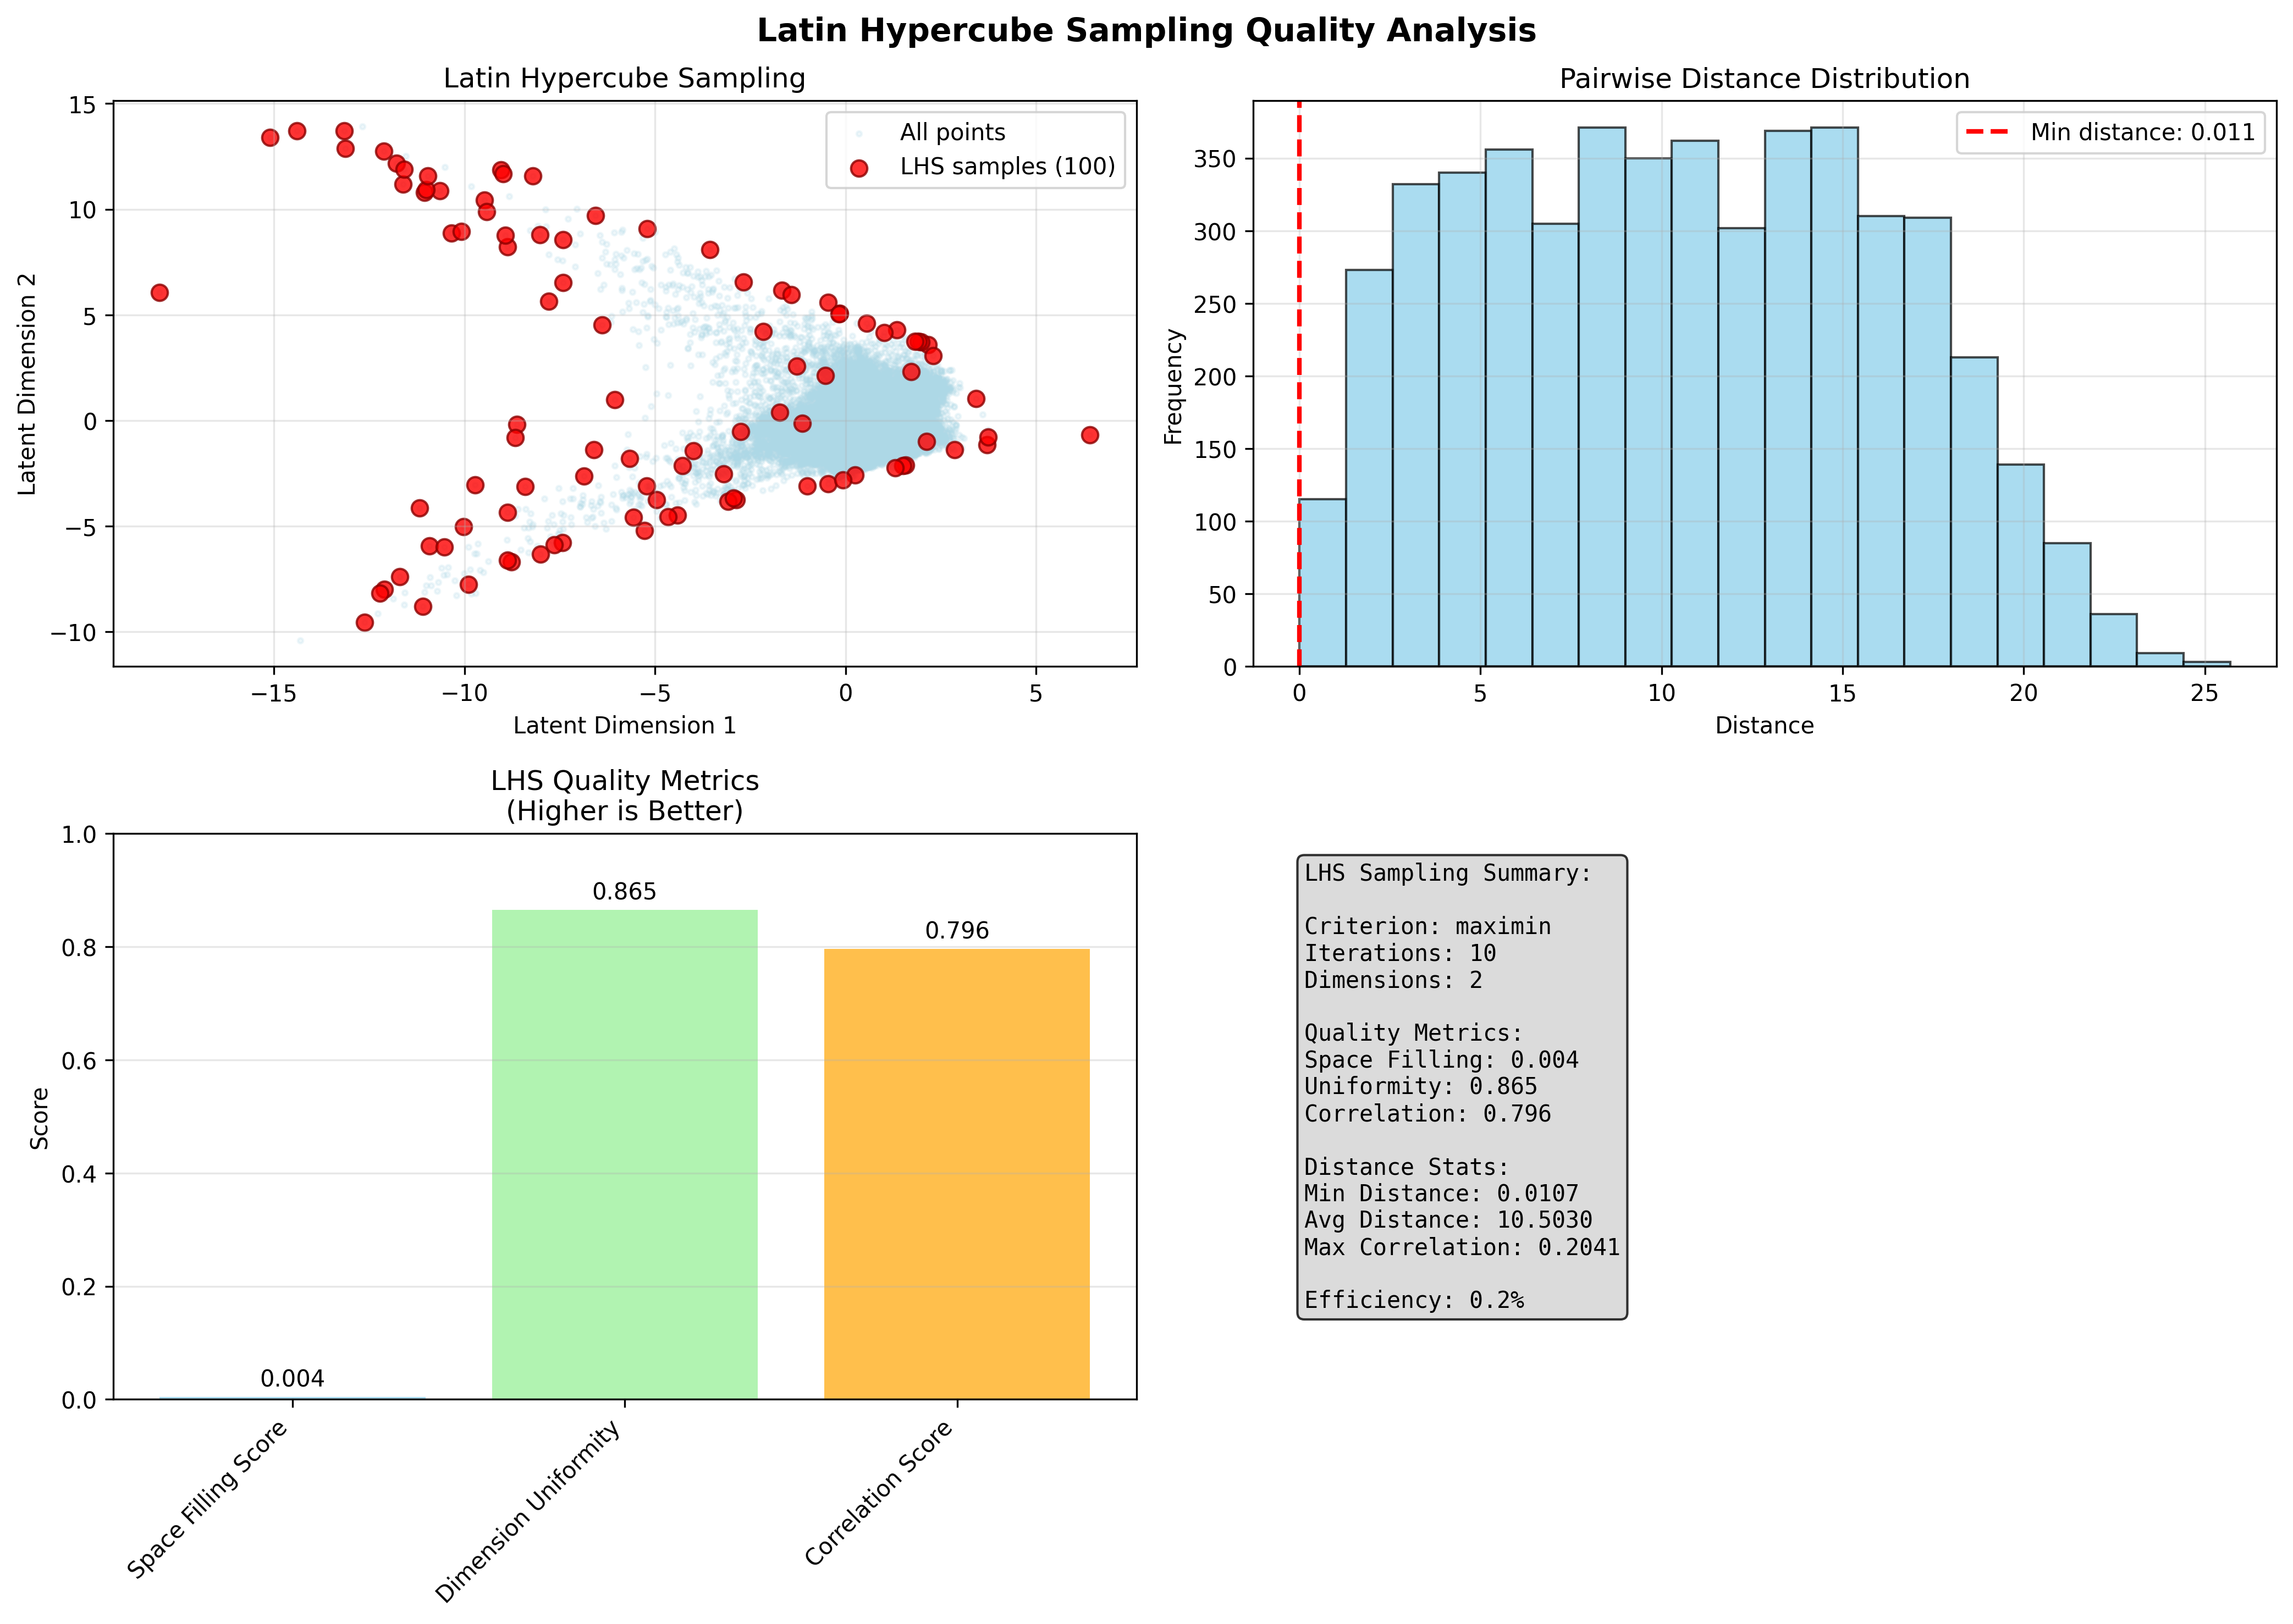 Latin Hypercube Sampling Quality Analysis
Latin Hypercube Sampling
All points
LHS samples (100)
15
10
5
0
−5
−10
Latent Dimension 2
−15
−10
−5
0
5
Latent Dimension 1
Pairwise Distance Distribution
Min distance: 0.011
350
300
250
200
150
100
50
0
Frequency
0
5
10
15
20
25
Distance
LHS Quality Metrics
(Higher is Better)
1.0
0.8
0.6
0.4
0.2
0.0
Score
0.004
0.865
0.796
Space Filling Score
Dimension Uniformity
Correlation Score
LHS Sampling Summary:
Criterion: maximin
Iterations: 10
Dimensions: 2
Quality Metrics:
Space Filling: 0.004
Uniformity: 0.865
Correlation: 0.796
Distance Stats:
Min Distance: 0.0107
Avg Distance: 10.5030
Max Correlation: 0.2041
Efficiency: 0.2%